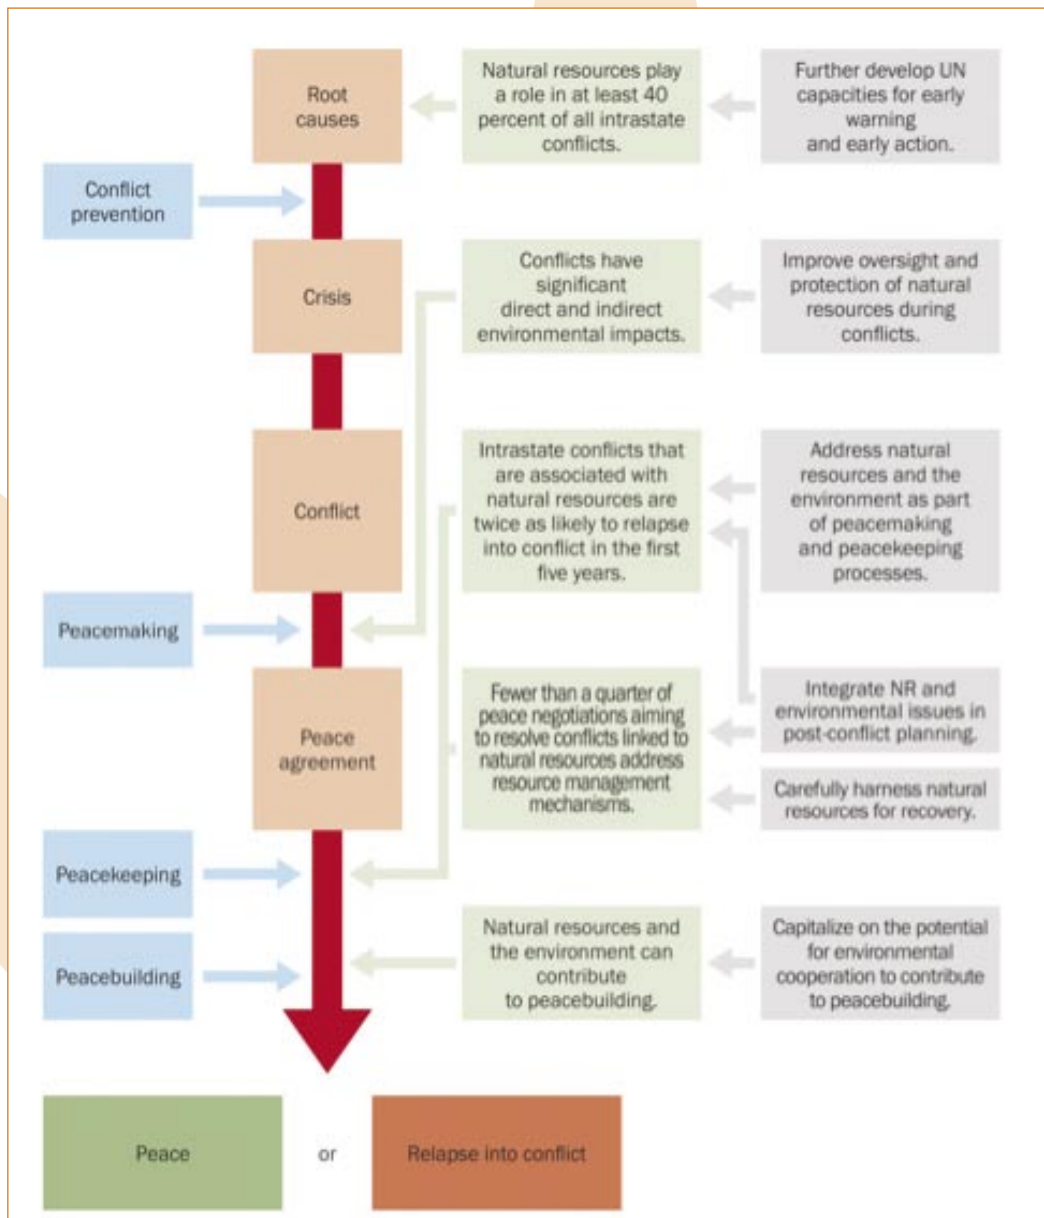 Root
causes
Natural resources play
a role in at least 40
percent of all intrastate
conflicts.
Further develop UN
capacities for early
warning
and early action.
Conflict
prevention
Crisis
Conflicts have
significant
direct and indirect
environmental impacts.
Improve oversight and
protection of natural
resources during
conflicts.
Conflict
Intrastate conflicts that
are associated with
natural resources are
twice as likely to relapse
into conflict in the first
five years.
Address natural
resources and the
environment as part
of peacemaking
and peacekeeping
processes.
Peacemaking
Peace
agreement
Fewer than a quarter of
peace negotiations aiming
to resolve conflicts linked to
natural resources address
resource management
mechanisms.
Integrate NR and
environmental issues in
post-conflict planning.
Carefully harness natural
resources for recovery.
Peacekeeping
Peacebuilding
Natural resources and
the environment can
contribute
to peacebuilding.
Capitalize on the potential
for environmental
cooperation to contribute
to peacebuilding.
Peace
or
Relapse into conflict